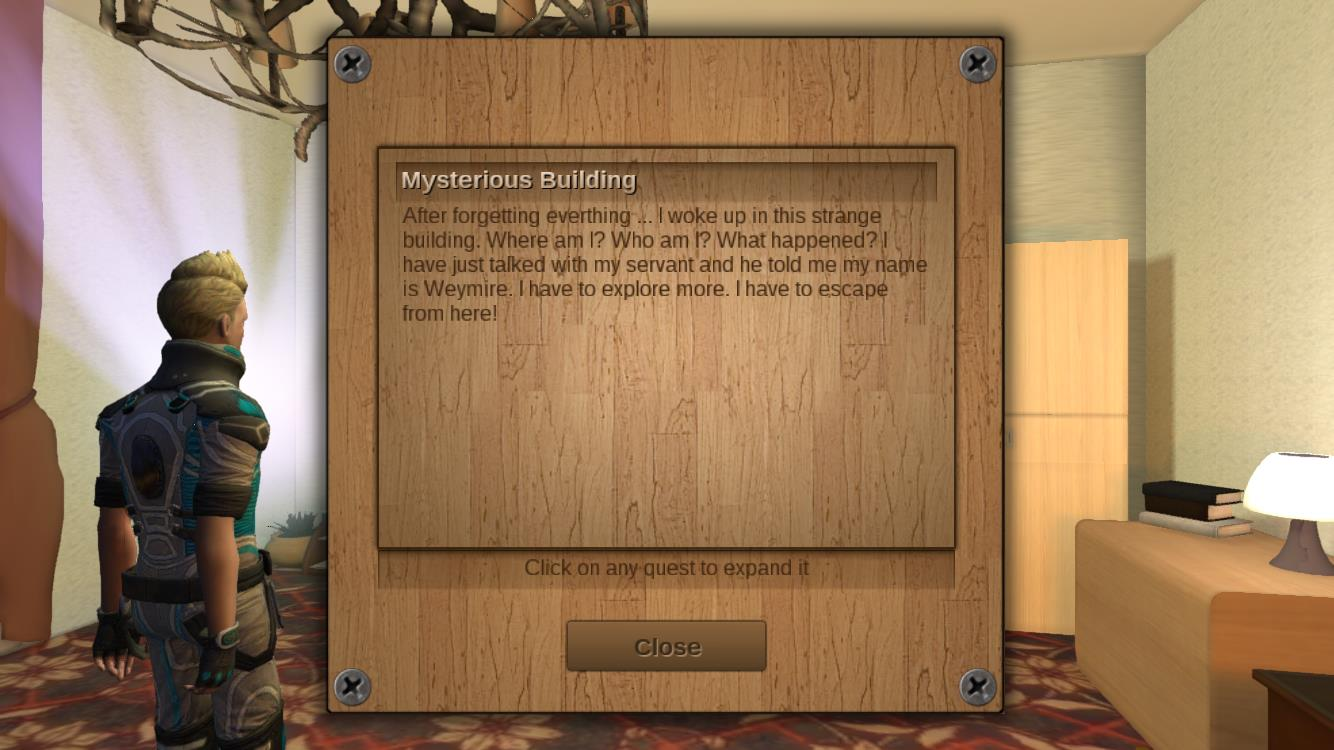 Mysterious Building
After forgetting everthing ... I woke up in this strange
building. Where am I? Who am I? What happened? I
have just talked with my servant and he told me my name
is Weymire. I have to explore more. I have to escape
from here!
Click on any quest to expand it
Close